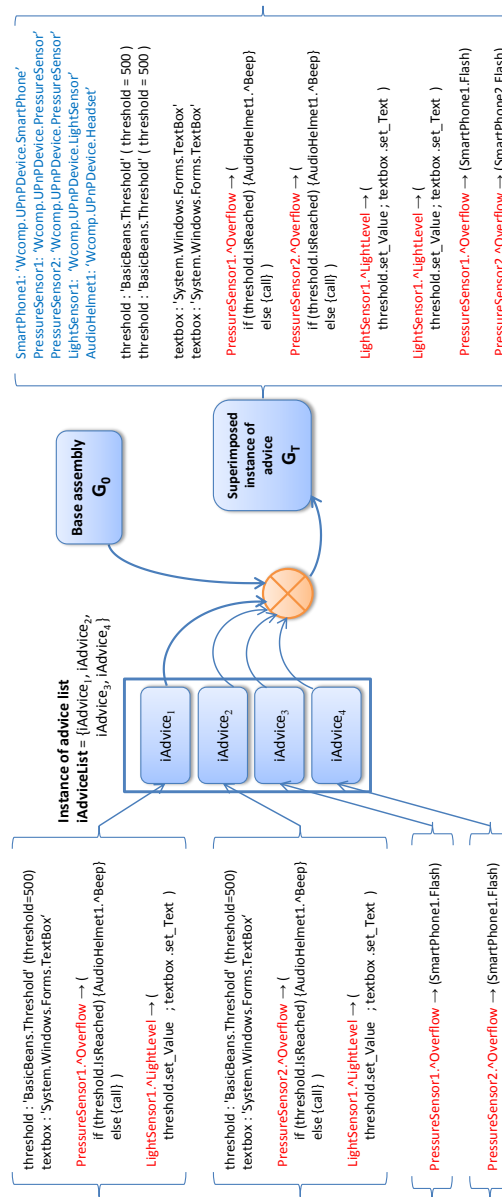 threshold : 'BasicBeans.Threshold' (threshold=500)
textbox : 'System.Windows.Forms.TextBox'
PressureSensor1.^Overflow → (
if (threshold.IsReached) {AudioHelmet1.^Beep}
else {call} )
LightSensor1.^LightLevel → (
threshold.set_Value ; textbox .set_Text )
threshold : 'BasicBeans.Threshold' (threshold=500)
textbox : 'System.Windows.Forms.TextBox'
PressureSensor2.^Overflow → (
if (threshold.IsReached) {AudioHelmet1.^Beep}
else {call} )
LightSensor1.^LightLevel → (
threshold.set_Value ; textbox .set_Text )
PressureSensor1.^Overflow → (SmartPhone1.Flash)
PressureSensor2.^Overflow → (SmartPhone1.Flash)
Instance of advice list
iAdviceList = {iAdvice1, iAdvice2,
iAdvice3, iAdvice4}
iAdvice1
iAdvice2
iAdvice3
iAdvice4
Base assembly
G0
Superimposed
instance of
advice
GT
SmartPhone1: 'Wcomp.UPnPDevice.SmartPhone'
PressureSensor1: 'Wcomp.UPnPDevice.PressureSensor'
PressureSensor2: 'Wcomp.UPnPDevice.PressureSensor'
LightSensor1: 'Wcomp.UPnPDevice.LightSensor'
AudioHelmet1: 'Wcomp.UPnPDevice.Headset'
threshold : 'BasicBeans.Threshold' ( threshold = 500 )
threshold : 'BasicBeans.Threshold' ( threshold = 500 )
textbox : 'System.Windows.Forms.TextBox'
textbox : 'System.Windows.Forms.TextBox'
PressureSensor1.^Overflow → (
if (threshold.IsReached) {AudioHelmet1.^Beep}
else {call} )
PressureSensor2.^Overflow → (
if (threshold.IsReached) {AudioHelmet1.^Beep}
else {call} )
LightSensor1.^LightLevel → (
threshold.set_Value ; textbox .set_Text )
LightSensor1.^LightLevel → (
threshold.set_Value ; textbox .set_Text )
PressureSensor1.^Overflow → (SmartPhone1.Flash)
PressureSensor2.^Overflow → (SmartPhone2.Flash)